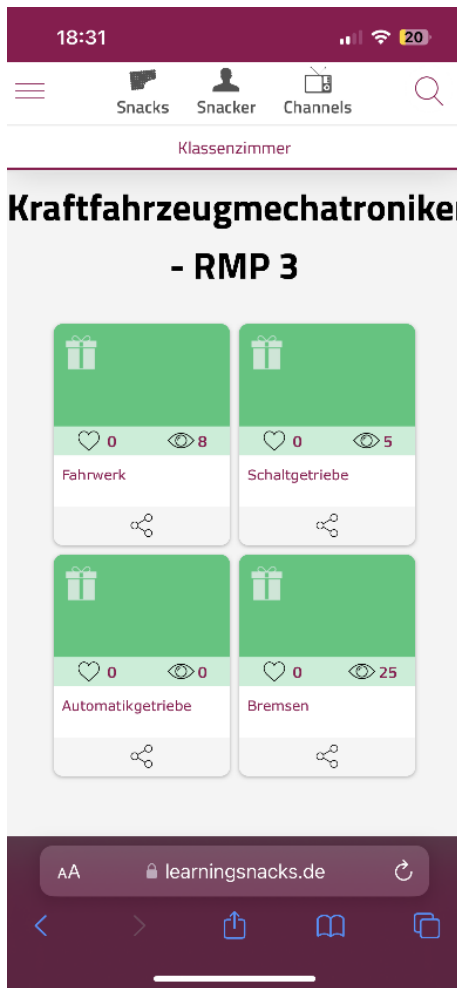 18:31
20
Snacks Snacker Channels
Klassenzimmer
Kraftfahrzeugmechatroniker
- RMP 3
0 8 0 5
Fahrwerk Schaltgetriebe
0 0 0 25
Automatikgetriebe Bremsen
AA learningsnacks.de